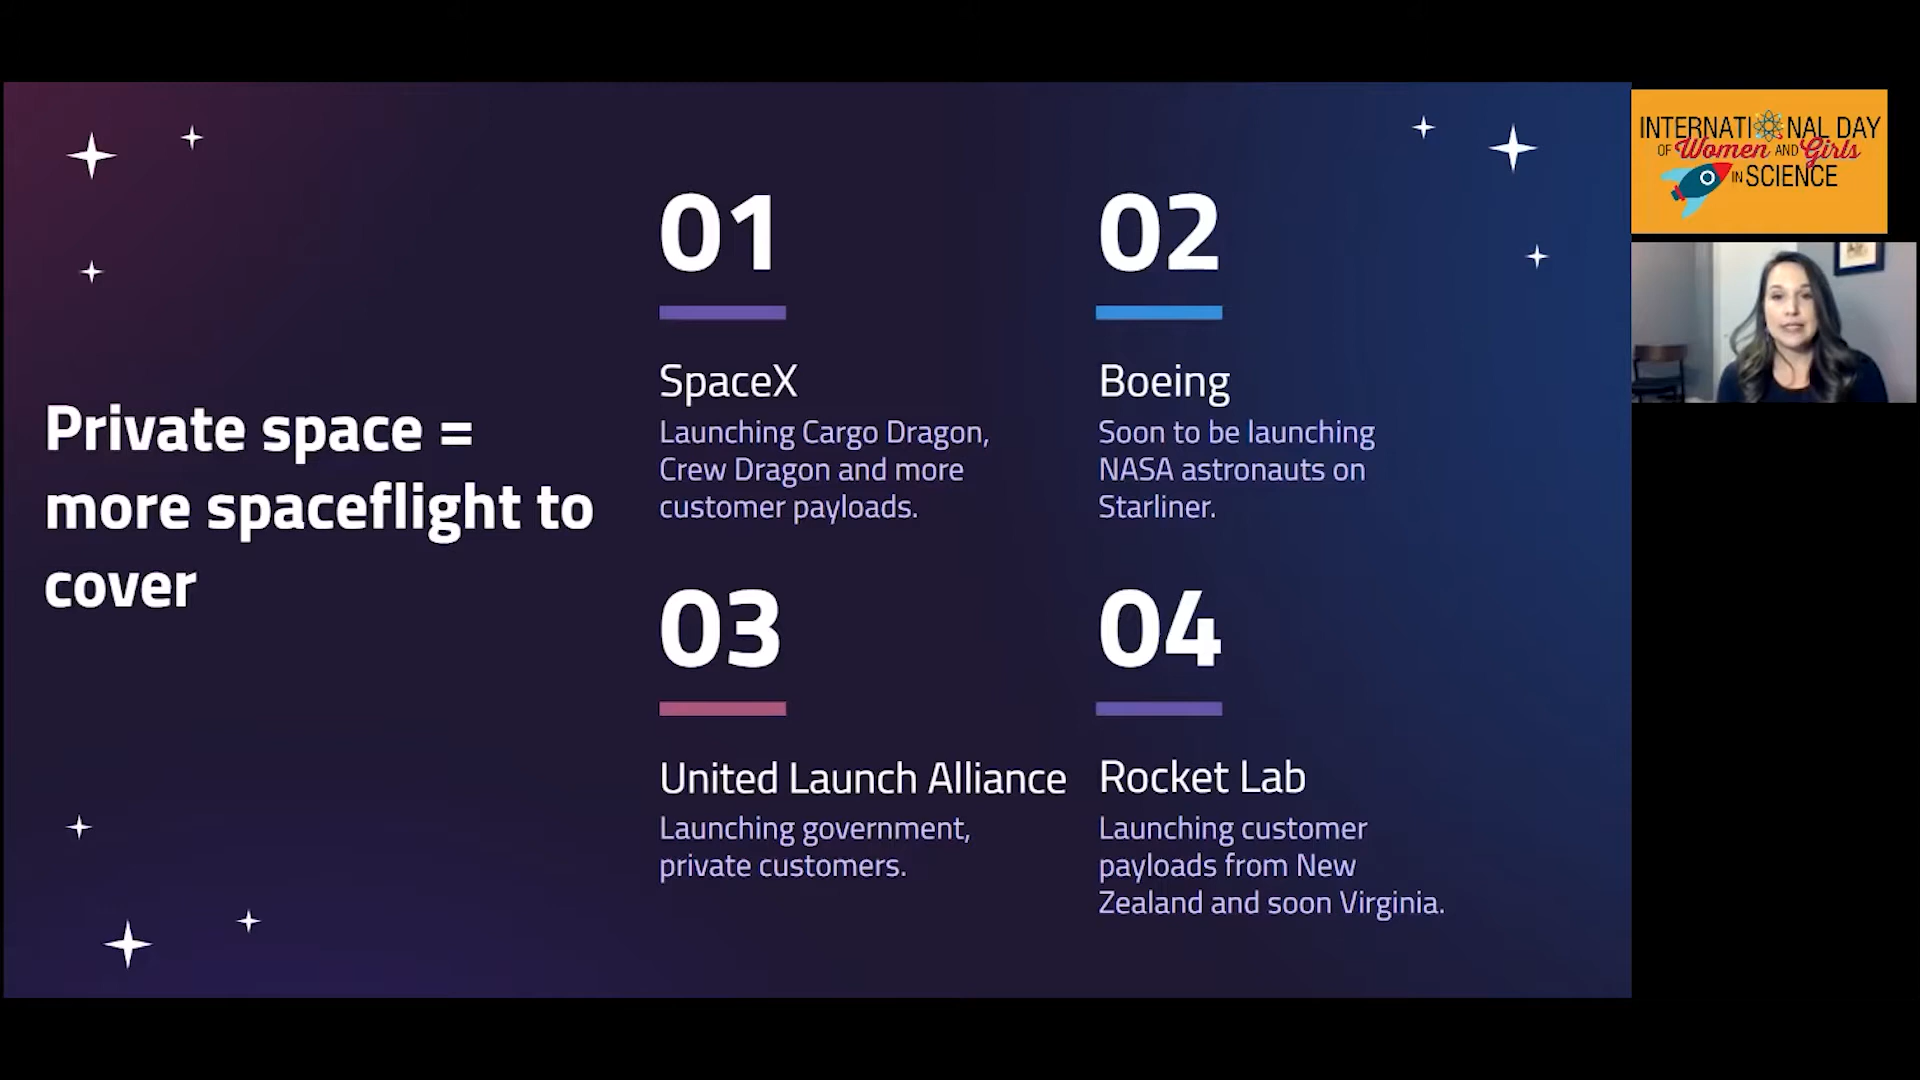 Private space =
more spaceflight to
cover
01
SpaceX
Launching Cargo Dragon,
Crew Dragon and more
customer payloads.
02
Boeing
Soon to be launching
NASA astronauts on
Starliner.
03
United Launch Alliance
Launching government,
private customers.
04
Rocket Lab
Launching customer
payloads from New
Zealand and soon Virginia.
INTERNATIONAL DAY
OF Women AND Girls
IN SCIENCE